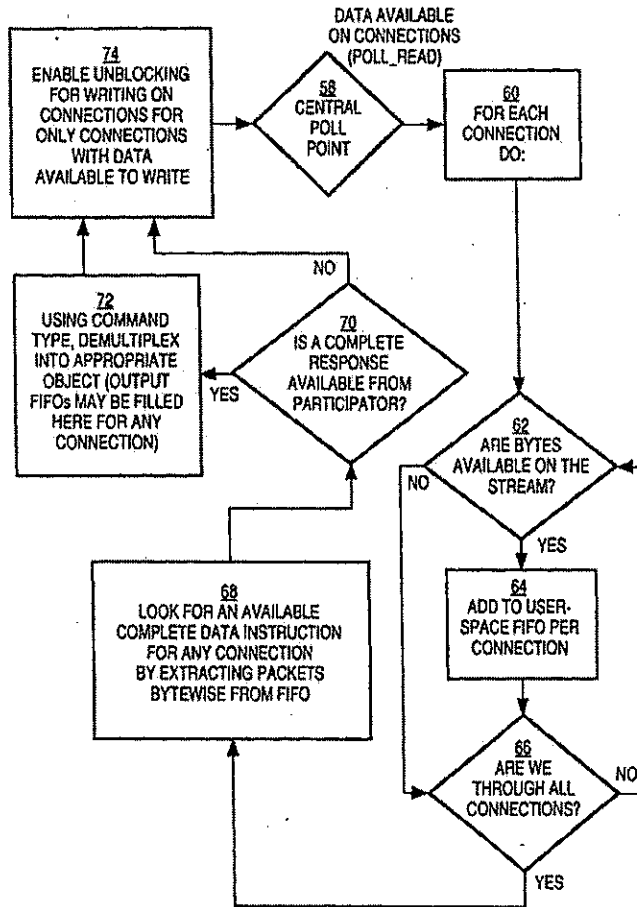 DATA AVAILABLE
ON CONNECTIONS
(POLL_READ)
74
ENABLE UNBLOCKING
FOR WRITING ON
CONNECTIONS FOR
ONLY CONNECTIONS
WITH DATA
AVAILABLE TO WRITE
58
CENTRAL
POLL
POINT
60
FOR EACH
CONNECTION
DO:
NO
72
USING COMMAND
TYPE, DEMULTIPLEX
INTO APPROPRIATE
OBJECT (OUTPUT
FIFOs MAY BE FILLED
HERE FOR ANY
CONNECTION)
YES
70
IS A COMPLETE
RESPONSE
AVAILABLE FROM
PARTICIPATOR?
62
ARE BYTES
AVAILABLE ON THE
STREAM?
NO
YES
64
ADD TO USER-
SPACE FIFO PER
CONNECTION
68
LOOK FOR AN AVAILABLE
COMPLETE DATA INSTRUCTION
FOR ANY CONNECTION
BY EXTRACTING PACKETS
BYTEWISE FROM FIFO
66
ARE WE
THROUGH ALL
CONNECTIONS?
NO
YES